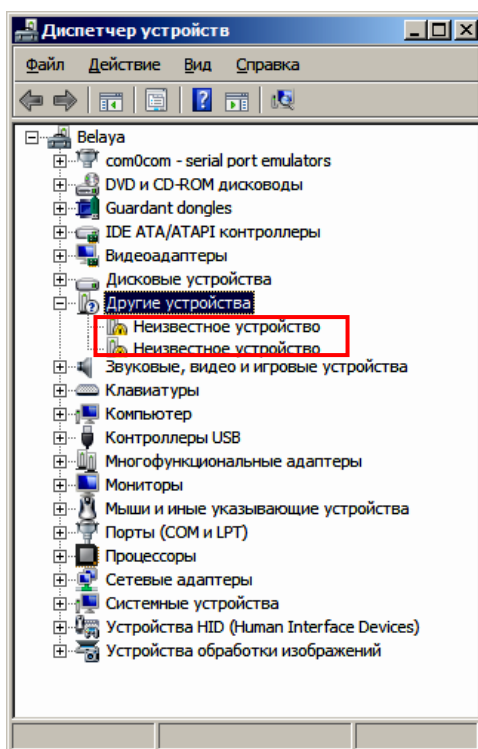 Диспетчер устройств
Файл Действие Вид Справка
Belaya
com0com - serial port emulators
DVD и CD-ROM дисководы
Guardant dongles
IDE ATA/ATAPI контроллеры
Видеоадаптеры
Дисковые устройства
Другие устройства
Неизвестное устройство
Неизвестное устройство
Звуковые, видео и игровые устройства
Клавиатуры
Компьютер
Контроллеры USB
Многофункциональные адаптеры
Мониторы
Мыши и иные указывающие устройства
Порты (COM и LPT)
Процессоры
Сетевые адаптеры
Системные устройства
Устройства HID (Human Interface Devices)
Устройства обработки изображений